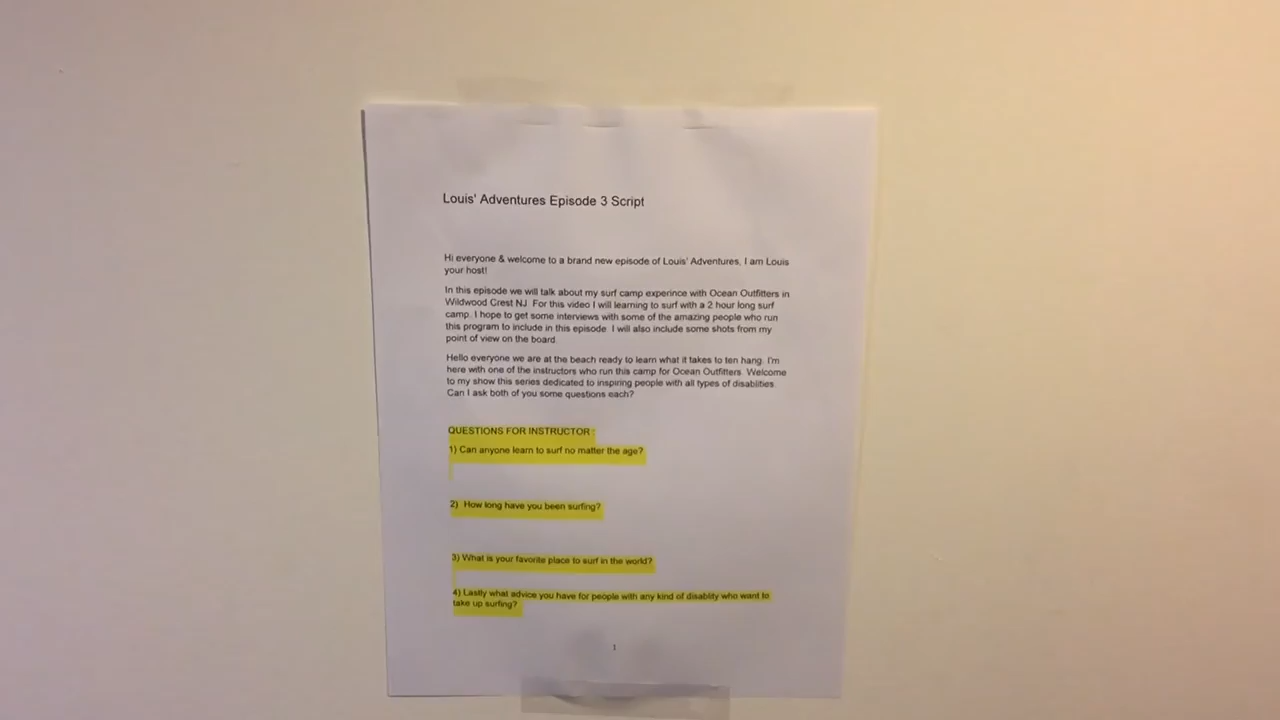 Louis' Adventures Episode 3 Script
Hi everyone & welcome to a brand new episode of Louis' Adventures, I am Louis
your host!
In this episode we will talk about my surf camp experince with Ocean Outfitters in
Wildwood Crest NJ. For this video I will learning to surf with a 2 hour long surf
camp. I hope to get some interviews with some of the amazing people who run
this program to include in this episode. I will also include some shots from my
point of view on the board.
Hello everyone we are at the beach ready to learn what it takes to ten hang. I'm
here with one of the instructors who run this camp for Ocean Outfitters. Welcome
to my show this series dedicated to inspiring people with all types of disablities.
Can I ask both of you some questions each?
QUESTIONS FOR INSTRUCTOR :
1) Can anyone learn to surf no matter the age?
2) How long have you been surfing?
3) What is your favorite place to surf in the world?
4) Lastly what advice you have for people with any kind of disablity who want to
take up surfing?
1